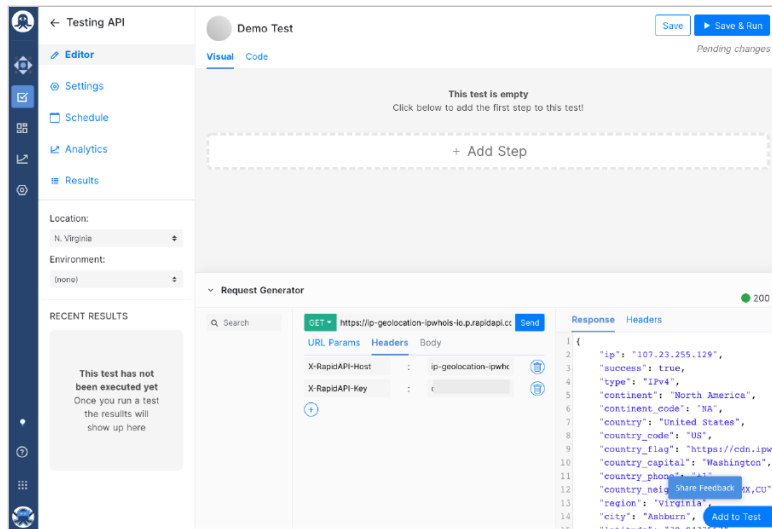 ← Testing API
Editor
Settings
Schedule
Analytics
Results
Location:
N. Virginia
Environment:
(none)
RECENT RESULTS
This test has not
been executed yet
Once you run a test
the results will
show up here
Demo Test
Save
Save & Run
Pending changes
Visual Code
This test is empty
Click below to add the first step to this test!
+ Add Step
Request Generator
200
Search
GET https://ip-geolocation-ipwhois-io.p.rapidapi.cc Send
URL Params Headers Body
X-RapidAPI-Host : ip-geolocation-ipwhc
X-RapidAPI-Key :
Response Headers
1 {
2 "ip": "107.23.255.129",
3 "success": true,
4 "type": "IPv4",
5 "continent": "North America",
6 "continent_code": "NA",
7 "country": "United States",
8 "country_code": "US",
9 "country_flag": "https://cdn.ipw
10 "country_capital": "Washington",
11 "country_phone":
12 "country_neig MX,CU"
13 "region": "Virginia
14 "city": "Ashburn",
Share Feedback
Add to Test